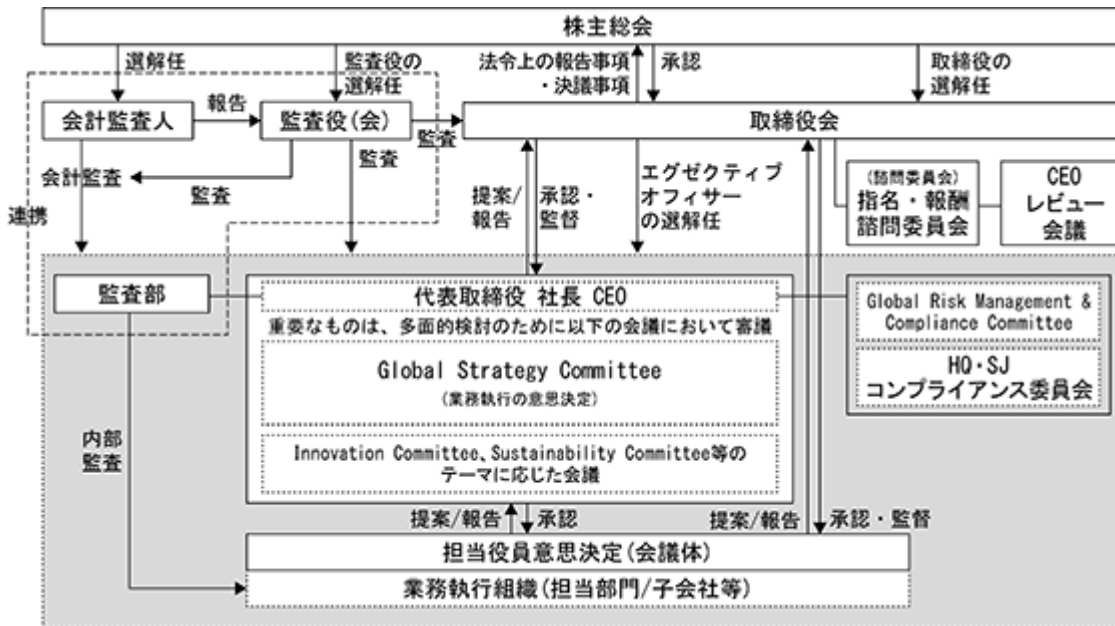 株主総会
選解任
監査役の
選解任
法令上の報告事項
・決議事項
承認
取締役の
選解任
会計監査人
報告
監査役(会)
監査
取締役会
会計監査
監査
監査
連携
提案/
報告
承認・
監督
エグゼクティブ
オフィサー
の選解任
(諮問委員会)
指名・報酬
諮問委員会
CEO
レビュー
会議
監査部
代表取締役 社長 CEO
重要なものは、多面的検討のために以下の会議において審議
Global Strategy Committee
(業務執行の意思決定)
Innovation Committee、Sustainability Committee等の
テーマに応じた会議
Global Risk Management &
Compliance Committee
HQ・SJ
コンプライアンス委員会
内部
監査
提案/報告
承認
提案/報告
承認・監督
担当役員意思決定(会議体)
業務執行組織(担当部門/子会社等)